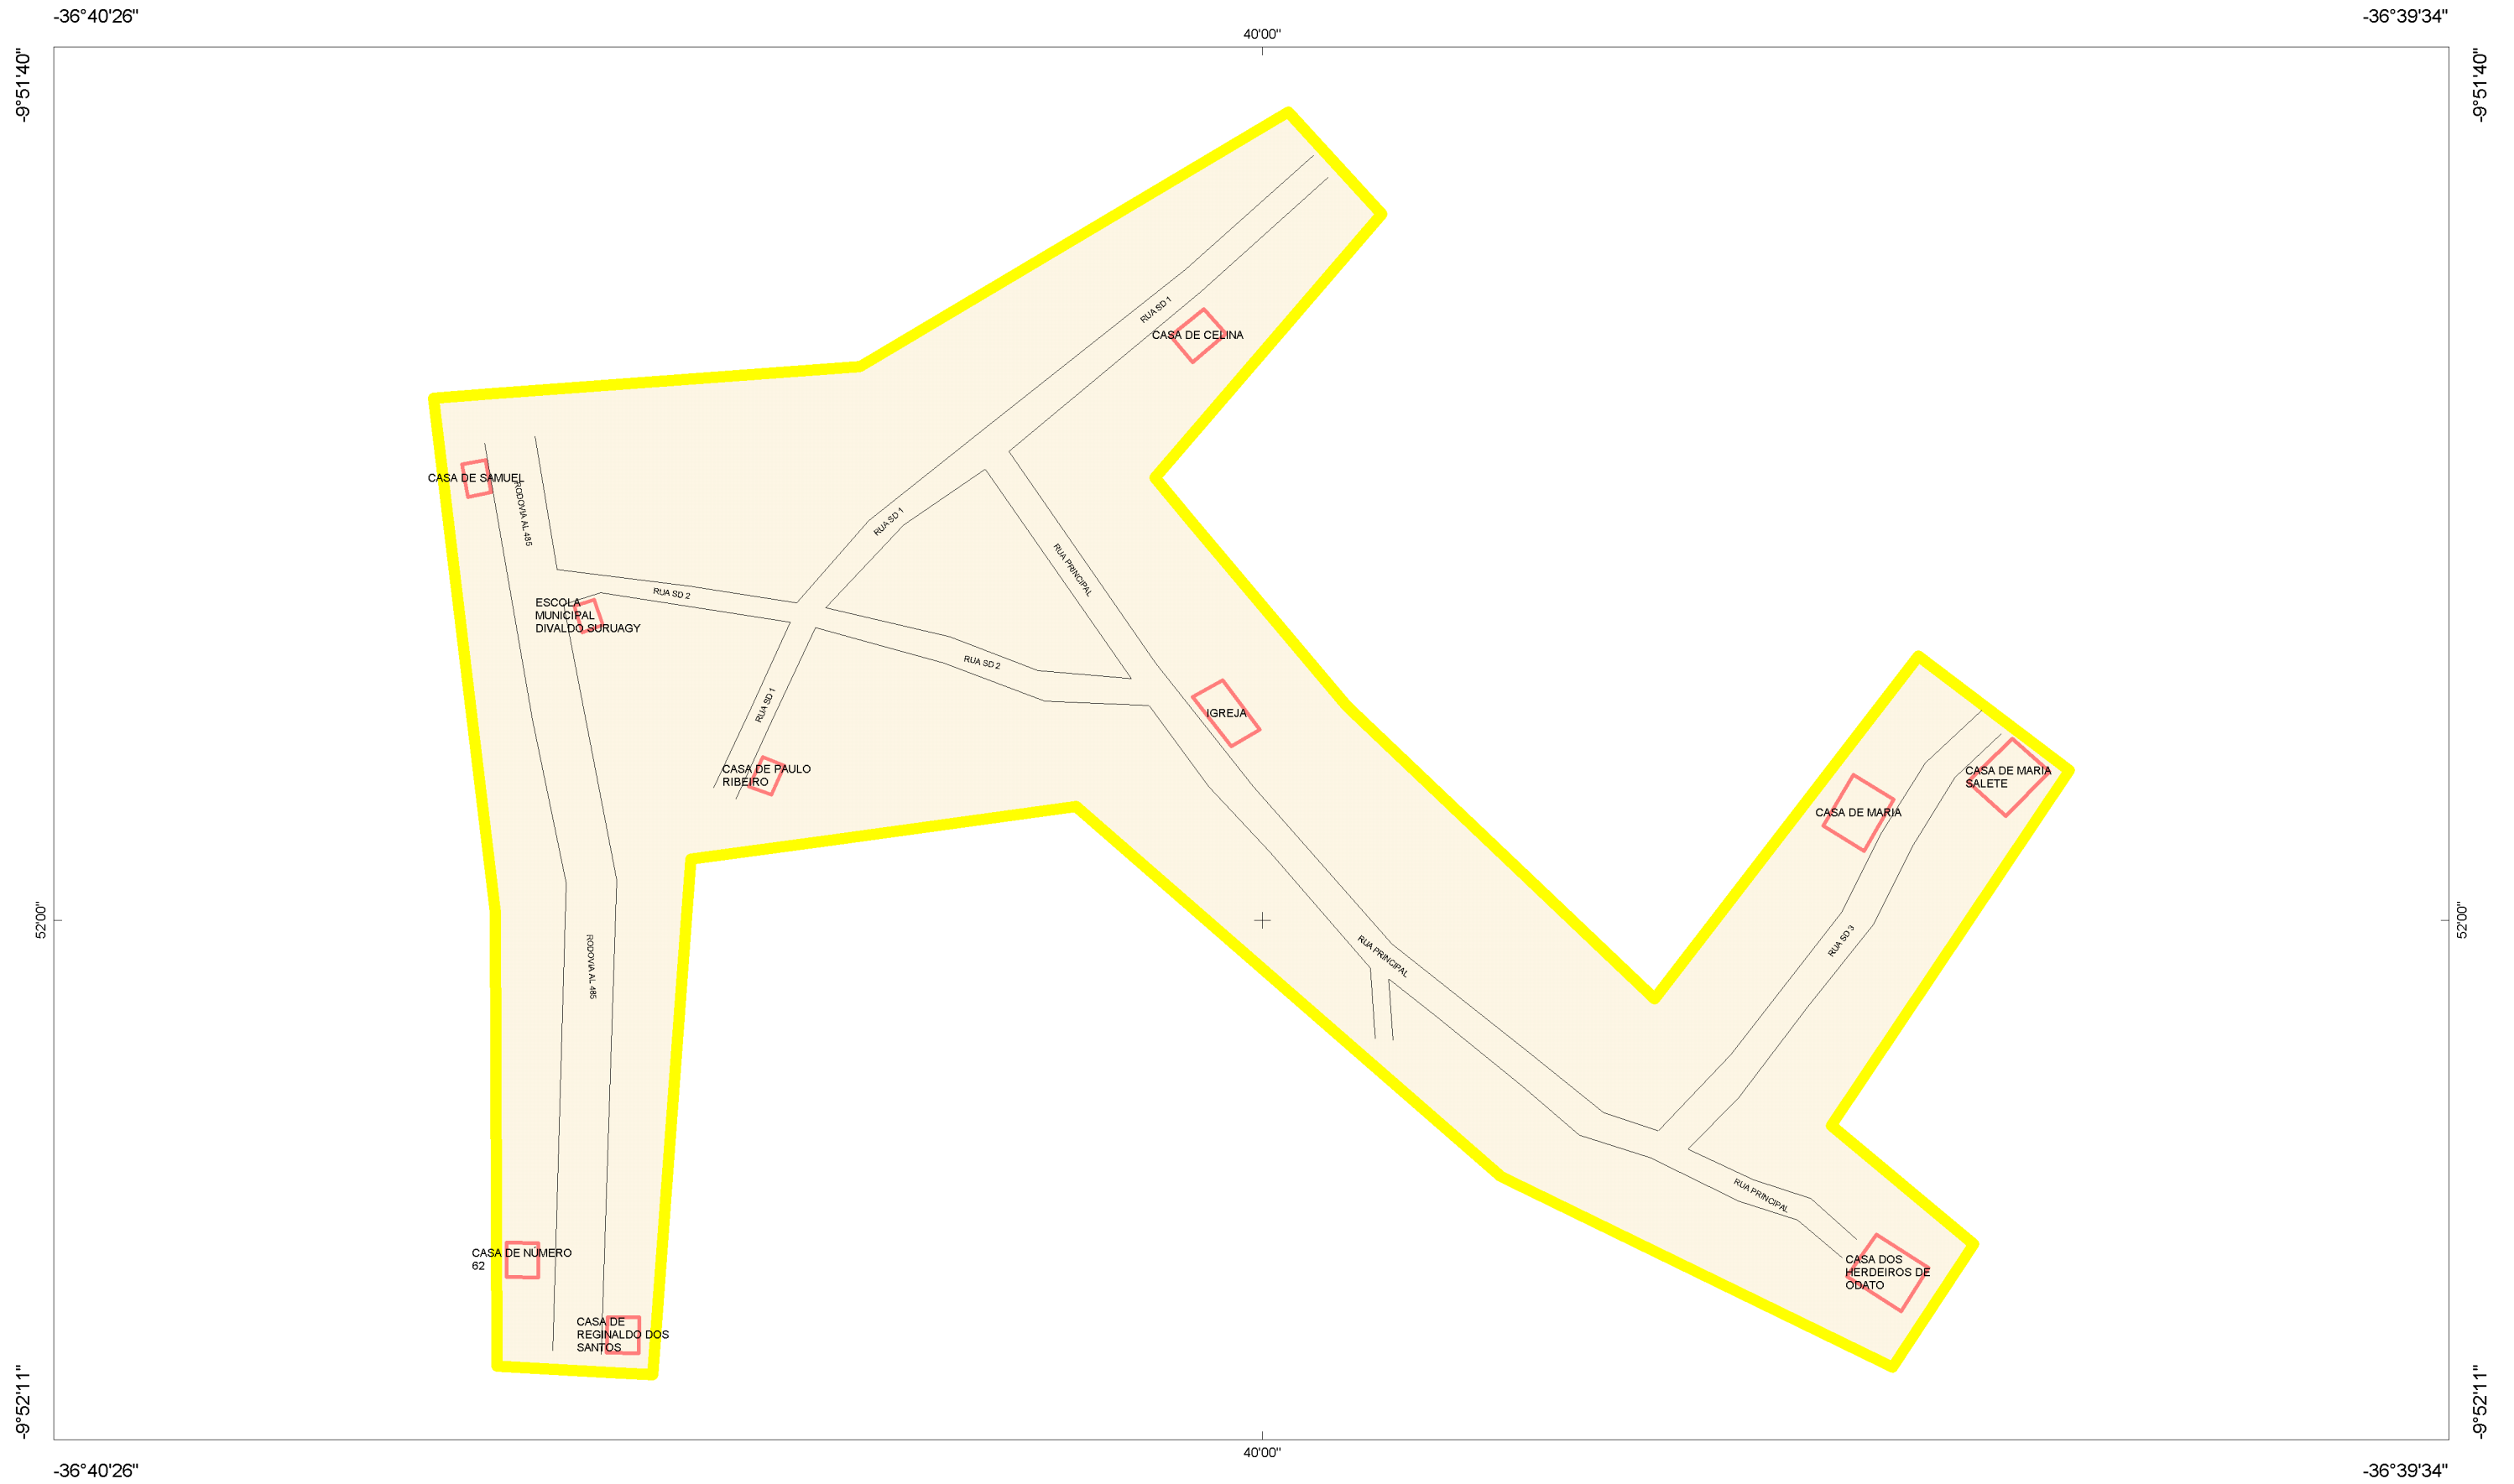 -36°40'26"
-36°39'34"
40'00"
-9°51'40"
-9°51'40"
RUA SD 1
CASA DE CELINA
CASA DE SAMUEL
RODOVIA AL 485
RUA SD 1
RUA PRINCIPAL
RUA SD 2
ESCOLA
MUNICIPAL
DIVALDO SURUAGY
RUA SD 2
RUA SD 1
IGREJA
CASA DE PAULO
RIBEIRO
CASA DE MARIA
SALETE
CASA DE MARIA
52'00"
52'00"
RUA SD 3
RUA PRINCIPAL
RODOVIA AL 485
RUA PRINCIPAL
CASA DE NÚMERO
62
CASA DOS
HERDEIROS DE
ODATO
CASA DE
REGINALDO DOS
SANTOS
-9°52'11"
-9°52'11"
40'00"
-36°40'26"
-36°39'34"